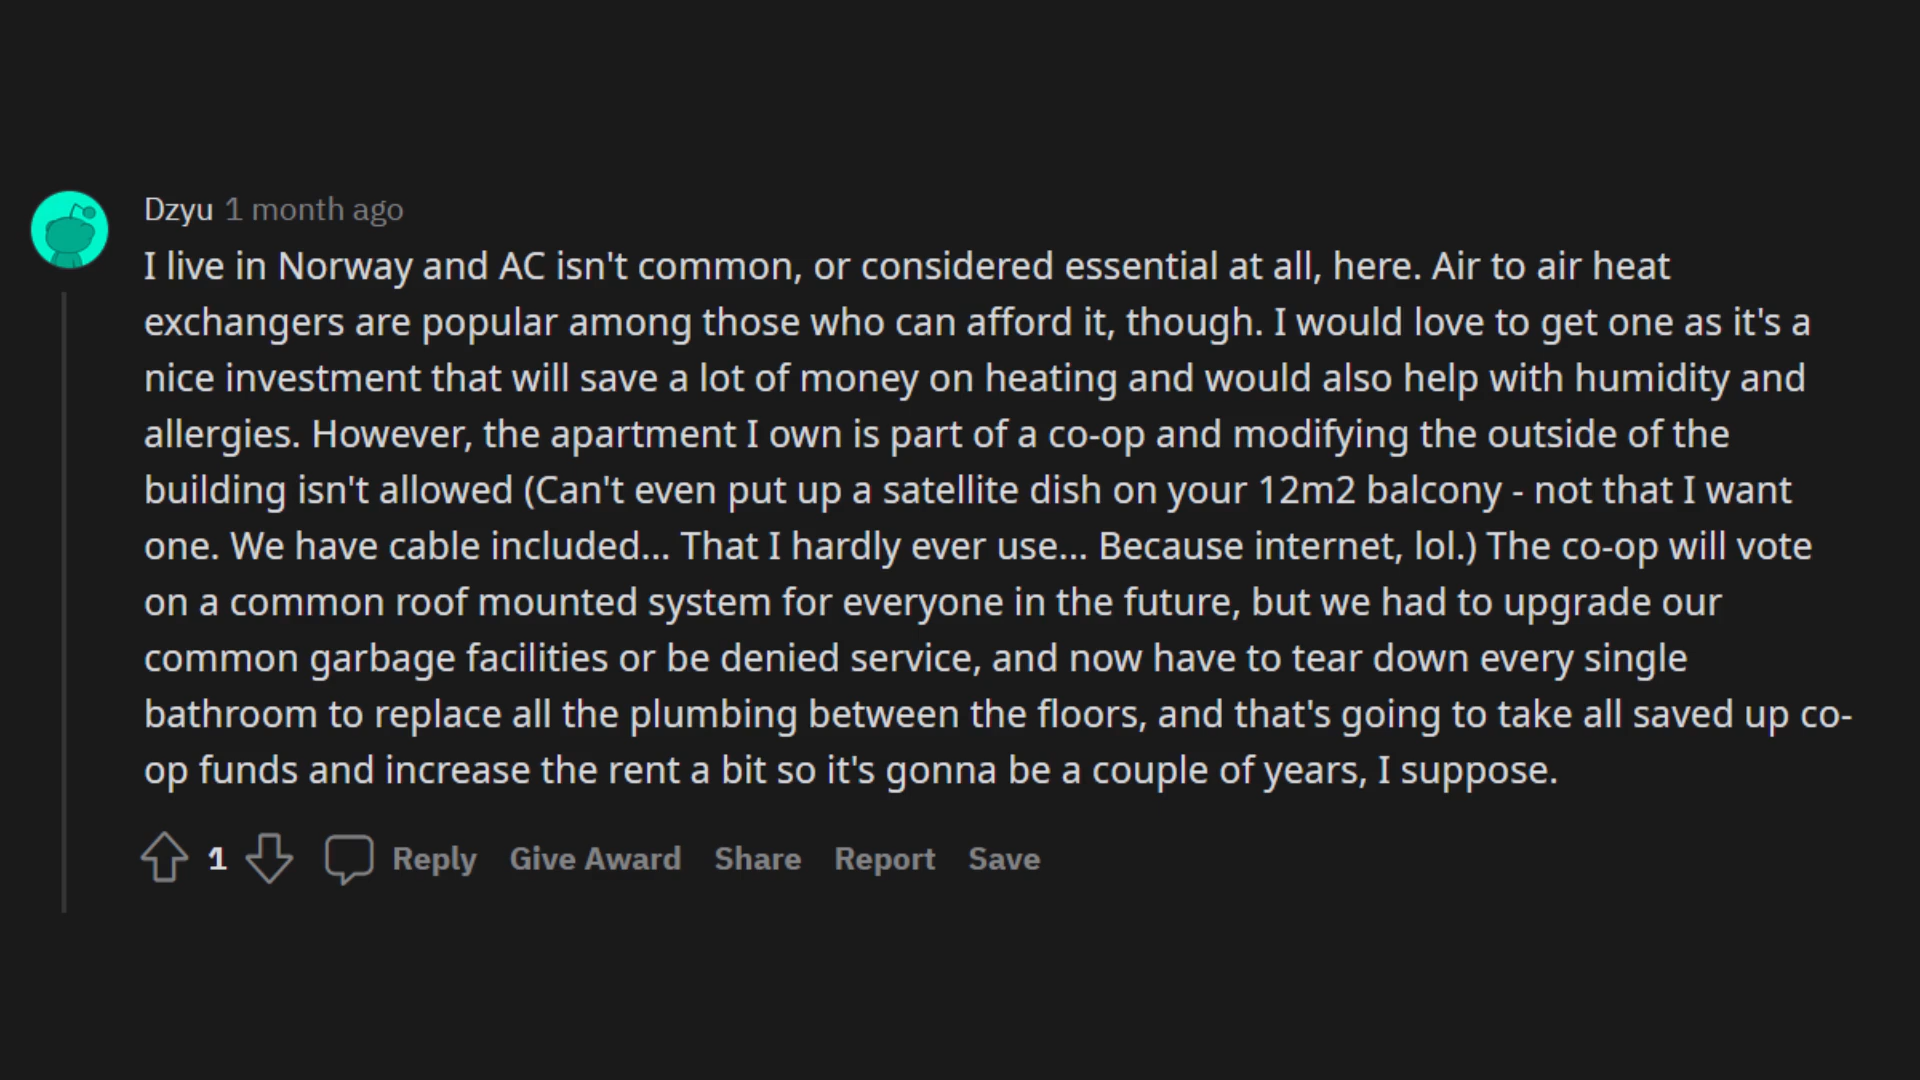 Dzyu 1 month ago
I live in Norway and AC isn't common, or considered essential at all, here. Air to air heat
exchangers are popular among those who can afford it, though. I would love to get one as it's a
nice investment that will save a lot of money on heating and would also help with humidity and
allergies. However, the apartment I own is part of a co-op and modifying the outside of the
building isn't allowed (Can't even put up a satellite dish on your 12m2 balcony - not that I want
one. We have cable included... That I hardly ever use... Because internet, lol.) The co-op will vote
on a common roof mounted system for everyone in the future, but we had to upgrade our
common garbage facilities or be denied service, and now have to tear down every single
bathroom to replace all the plumbing between the floors, and that's going to take all saved up co-
op funds and increase the rent a bit so it's gonna be a couple of years, I suppose.
1 Reply Give Award Share Report Save